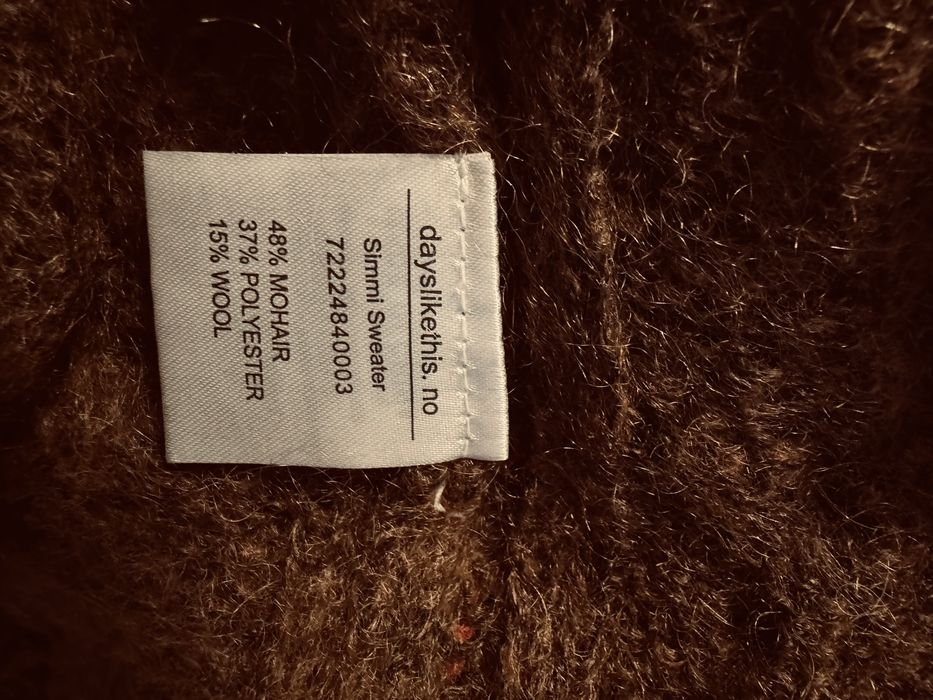 dayslikethis. no
Simmi Sweater
72224840003
48% MOHAIR
37% POLYESTER
15% WOOL